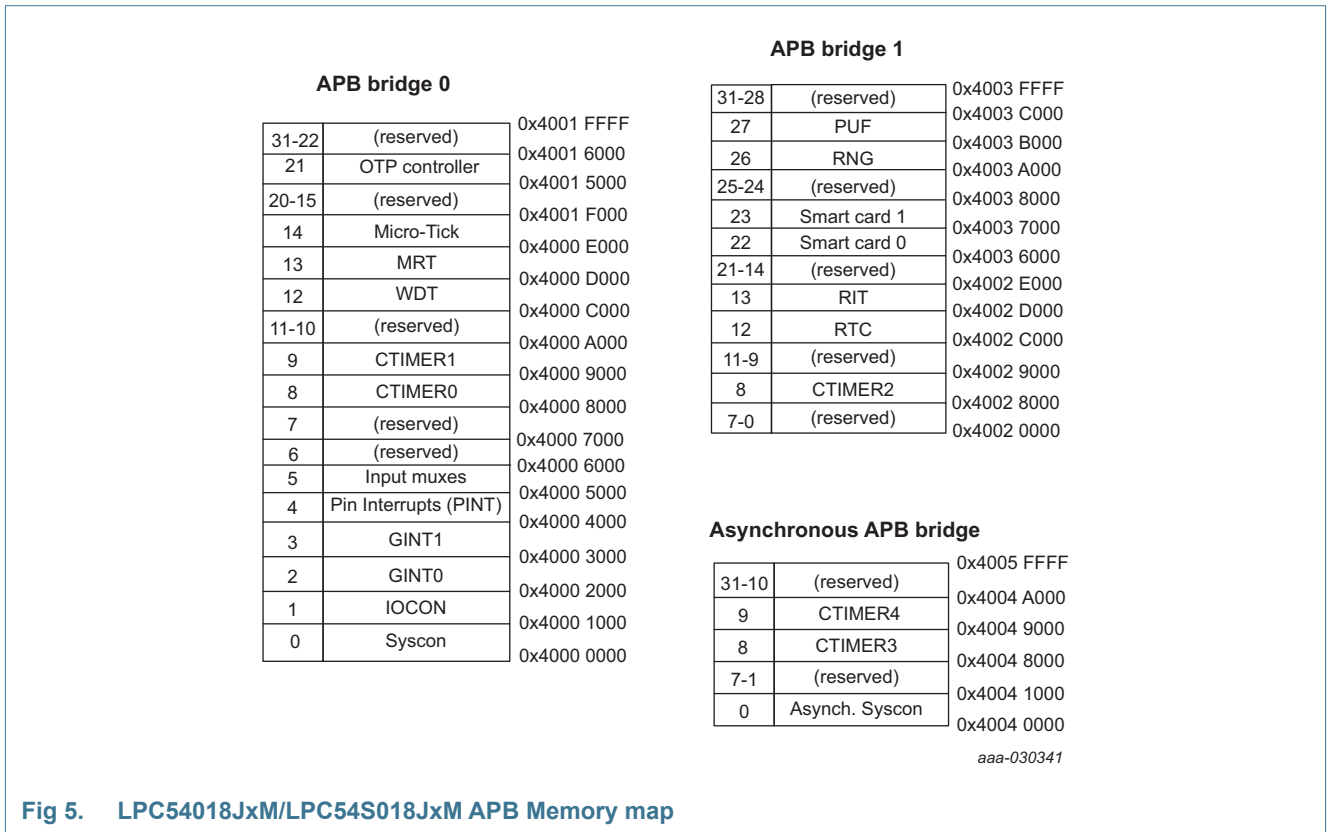 APB bridge 0
31-22 (reserved) 0x4001 FFFF
21 OTP controller 0x4001 6000
20-15 (reserved) 0x4001 5000
14 Micro-Tick 0x4001 F000
13 MRT 0x4000 E000
12 WDT 0x4000 D000
11-10 (reserved) 0x4000 C000
9 CTIMER1 0x4000 A000
8 CTIMER0 0x4000 9000
7 (reserved) 0x4000 8000
6 (reserved) 0x4000 7000
5 Input muxes 0x4000 6000
4 Pin Interrupts (PINT) 0x4000 5000
3 GINT1 0x4000 4000
2 GINT0 0x4000 3000
1 IOCON 0x4000 2000
0 Syscon 0x4000 1000
0x4000 0000
APB bridge 1
31-28 (reserved) 0x4003 FFFF
27 PUF 0x4003 C000
26 RNG 0x4003 B000
25-24 (reserved) 0x4003 A000
23 Smart card 1 0x4003 8000
22 Smart card 0 0x4003 7000
21-14 (reserved) 0x4003 6000
13 RIT 0x4002 E000
12 RTC 0x4002 D000
11-9 (reserved) 0x4002 C000
8 CTIMER2 0x4002 9000
7-0 (reserved) 0x4002 8000
0x4002 0000
Asynchronous APB bridge
31-10 (reserved) 0x4005 FFFF
9 CTIMER4 0x4004 A000
8 CTIMER3 0x4004 9000
7-1 (reserved) 0x4004 8000
0 Asynch. Syscon 0x4004 1000
0x4004 0000
aaa-030341
Fig 5. LPC54018JxM/LPC54S018JxM APB Memory map